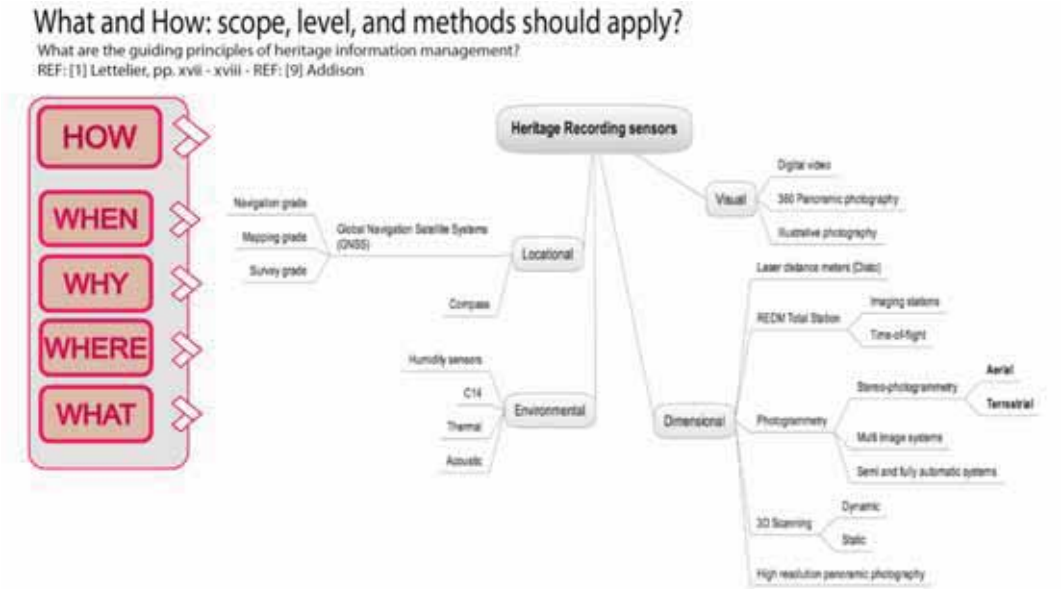 What and How: scope, level, and methods should apply?
What are the guiding principles of heritage information management?
REF: [1] Lettelier, pp. xvii - xviii - REF: [9] Addison
HOW
WHEN
WHY
WHERE
WHAT
Heritage Recording sensors
Visual
Digital video
360 Panoramic photography
Illustrative photography
Locational
Global Navigation Satellite Systems
(GNSS)
Navigation grade
Mapping grade
Survey grade
Compass
Environmental
Humidity sensors
C14
Thermal
Acoustic
Dimensional
Laser distance meters [Disto]
REDM Total Station
Imaging stations
Time-of-flight
Photogrammetry
Stereo-photogrammetry
Aerial
Terrestrial
Multi image systems
Semi and fully automatic systems
3D Scanning
Dynamic
Static
High resolution panoramic photography